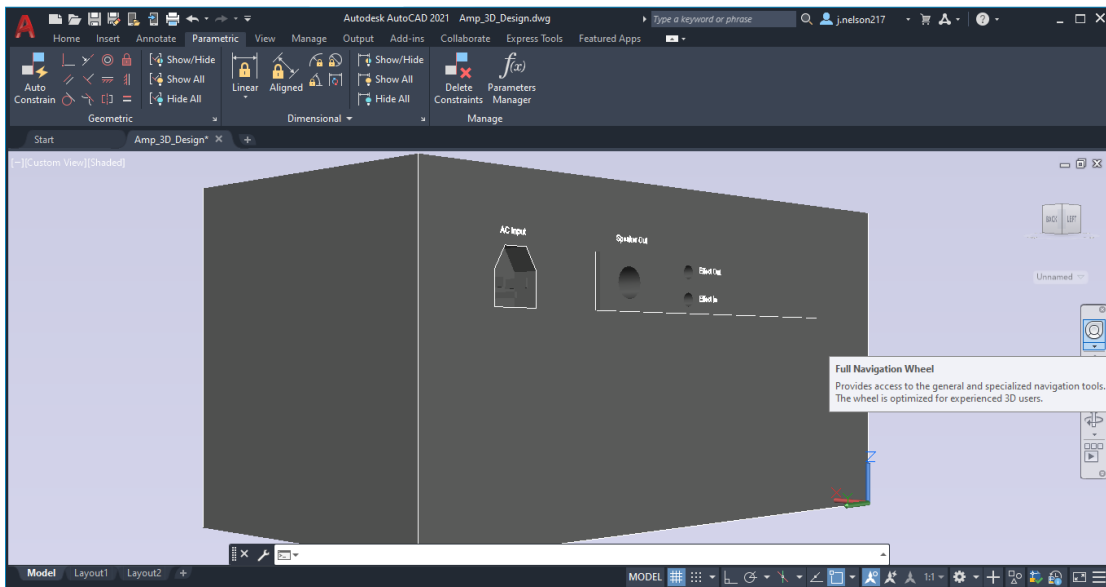 Autodesk AutoCAD 2021 Amp_3D_Design.dwg
Type a keyword or phrase
j.nelson217
Home Insert Annotate Parametric View Manage Output Add-ins Collaborate Express Tools Featured Apps
Auto Constrain
Show/Hide
Show All
Hide All
Geometric
Linear
Aligned
Show/Hide
Show All
Hide All
Dimensional
Delete Constraints
f(x)
Parameters Manager
Manage
Start
Amp_3D_Design*
[−][Custom View][Shaded]
AC Input
Speaker Out
Effect Out
Effect In
BACK LEFT
Unnamed
Full Navigation Wheel
Provides access to the general and specialized navigation tools.
The wheel is optimized for experienced 3D users.
Z
X
Model Layout1 Layout2
MODEL
1:1